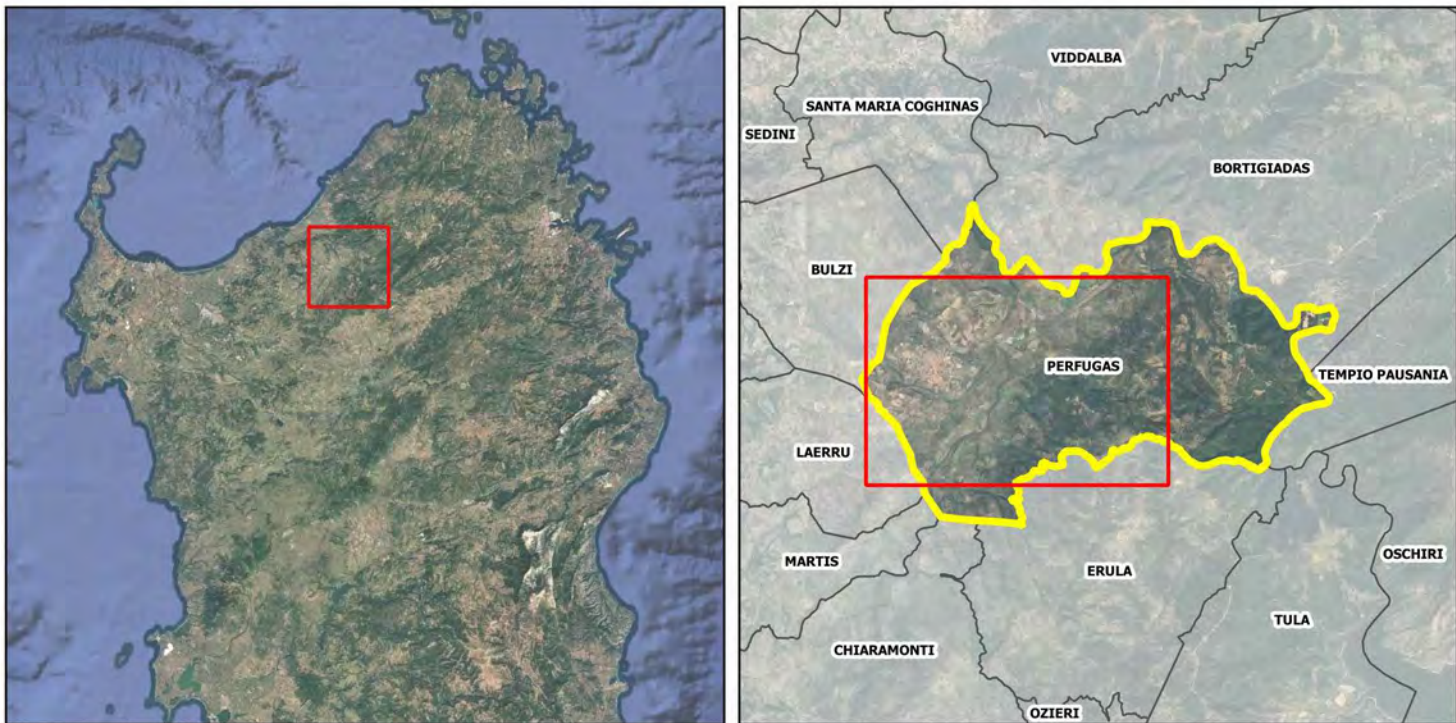 VIDDALBA
SANTA MARIA COGHINAS
SEDINI
BORTIGIADAS
BULZI
PERFUGAS
TEMPIO PAUSANIA
LAERRU
MARTIS
ERULA
OSCHIRI
TULA
CHIARAMONTI
OZIERI